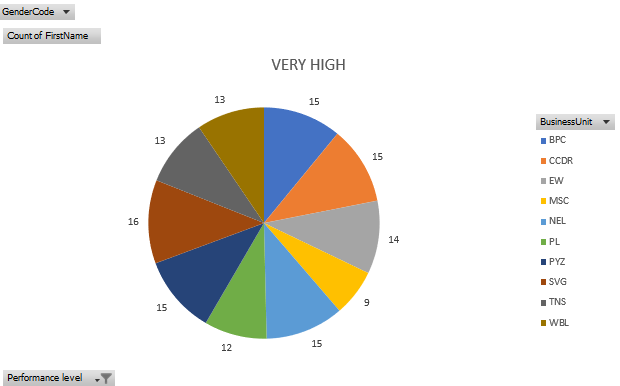 GenderCode
Count of FirstName
VERY HIGH
13
15
13
15
16
14
15
9
12
15
BusinessUnit
BPC
CCDR
EW
MSC
NEL
PL
PYZ
SVG
TNS
WBL
Performance level